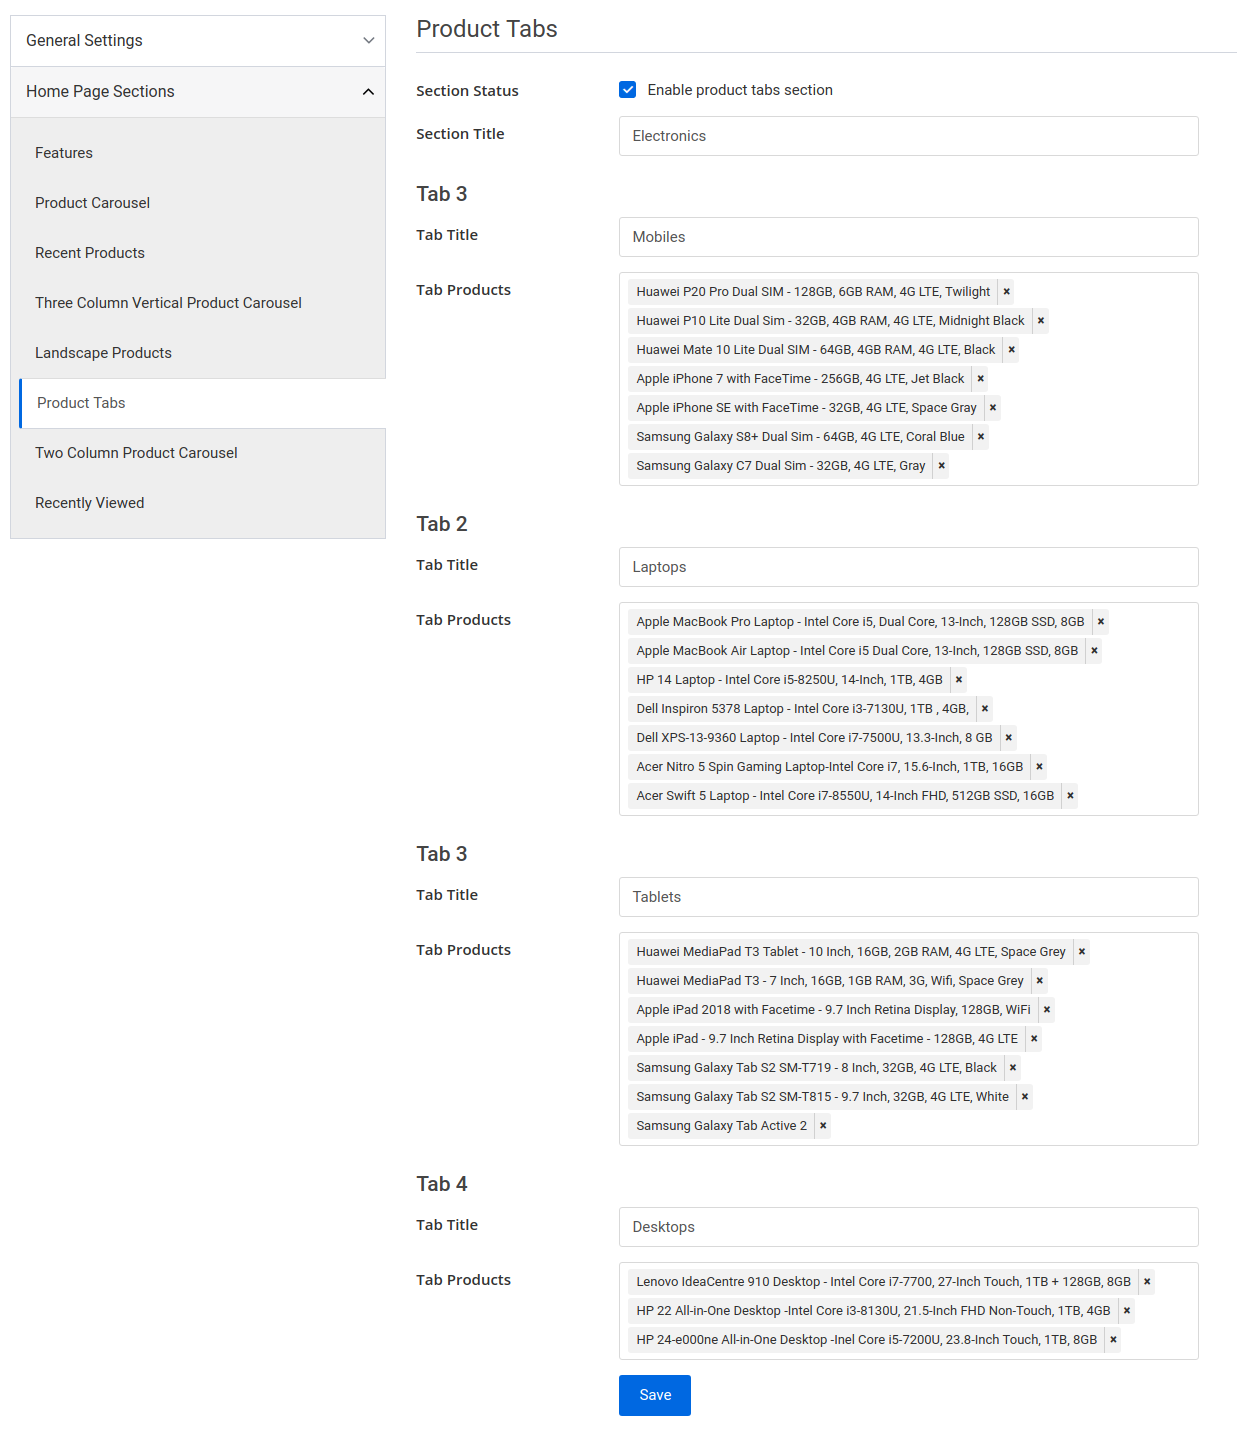 General Settings
Home Page Sections
Features
Product Carousel
Recent Products
Three Column Vertical Product Carousel
Landscape Products
Product Tabs
Two Column Product Carousel
Recently Viewed
Product Tabs
Section Status
Enable product tabs section
Section Title
Electronics
Tab 3
Tab Title
Mobiles
Tab Products
Huawei P20 Pro Dual SIM - 128GB, 6GB RAM, 4G LTE, Twilight ×
Huawei P10 Lite Dual Sim - 32GB, 4GB RAM, 4G LTE, Midnight Black ×
Huawei Mate 10 Lite Dual SIM - 64GB, 4GB RAM, 4G LTE, Black ×
Apple iPhone 7 with FaceTime - 256GB, 4G LTE, Jet Black ×
Apple iPhone SE with FaceTime - 32GB, 4G LTE, Space Gray ×
Samsung Galaxy S8+ Dual Sim - 64GB, 4G LTE, Coral Blue ×
Samsung Galaxy C7 Dual Sim - 32GB, 4G LTE, Gray ×
Tab 2
Tab Title
Laptops
Tab Products
Apple MacBook Pro Laptop - Intel Core i5, Dual Core, 13-Inch, 128GB SSD, 8GB ×
Apple MacBook Air Laptop - Intel Core i5 Dual Core, 13-Inch, 128GB SSD, 8GB ×
HP 14 Laptop - Intel Core i5-8250U, 14-Inch, 1TB, 4GB ×
Dell Inspiron 5378 Laptop - Intel Core i3-7130U, 1TB , 4GB, ×
Dell XPS-13-9360 Laptop - Intel Core i7-7500U, 13.3-Inch, 8 GB ×
Acer Nitro 5 Spin Gaming Laptop-Intel Core i7, 15.6-Inch, 1TB, 16GB ×
Acer Swift 5 Laptop - Intel Core i7-8550U, 14-Inch FHD, 512GB SSD, 16GB ×
Tab 3
Tab Title
Tablets
Tab Products
Huawei MediaPad T3 Tablet - 10 Inch, 16GB, 2GB RAM, 4G LTE, Space Grey ×
Huawei MediaPad T3 - 7 Inch, 16GB, 1GB RAM, 3G, Wifi, Space Grey ×
Apple iPad 2018 with Facetime - 9.7 Inch Retina Display, 128GB, WiFi ×
Apple iPad - 9.7 Inch Retina Display with Facetime - 128GB, 4G LTE ×
Samsung Galaxy Tab S2 SM-T719 - 8 Inch, 32GB, 4G LTE, Black ×
Samsung Galaxy Tab S2 SM-T815 - 9.7 Inch, 32GB, 4G LTE, White ×
Samsung Galaxy Tab Active 2 ×
Tab 4
Tab Title
Desktops
Tab Products
Lenovo IdeaCentre 910 Desktop - Intel Core i7-7700, 27-Inch Touch, 1TB + 128GB, 8GB ×
HP 22 All-in-One Desktop -Intel Core i3-8130U, 21.5-Inch FHD Non-Touch, 1TB, 4GB ×
HP 24-e000ne All-in-One Desktop -Inel Core i5-7200U, 23.8-Inch Touch, 1TB, 8GB ×
Save